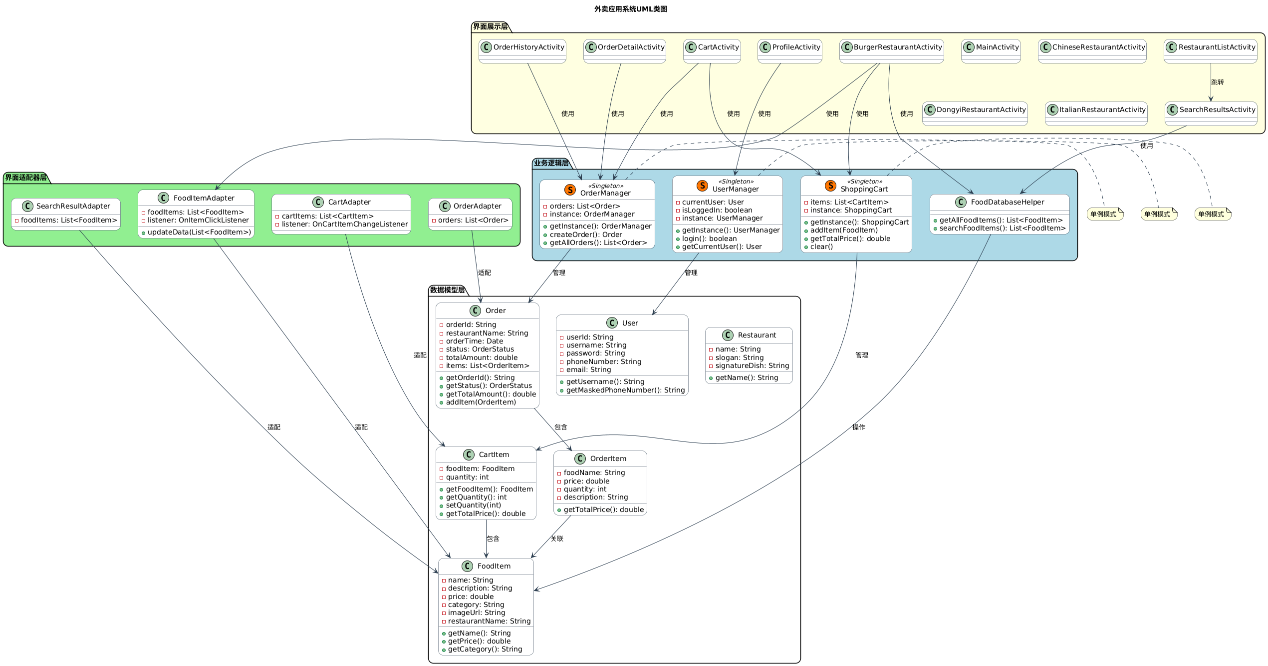 外卖应用系统UML类图
界面展示层
C OrderHistoryActivity
C OrderDetailActivity
C CartActivity
C ProfileActivity
C BurgerRestaurantActivity
C MainActivity
C ChineseRestaurantActivity
C RestaurantListActivity
跳转
C DongyiRestaurantActivity
C ItalianRestaurantActivity
C SearchResultsActivity
使用
使用
使用
使用
使用
使用
使用
使用
使用
界面适配器层
C SearchResultAdapter
foodItems: List<FoodItem>
C FoodItemAdapter
foodItems: List<FoodItem>
listener: OnItemClickListener
updateData(List<FoodItem>)
C CartAdapter
cartItems: List<CartItem>
listener: OnCartItemChangeListener
C OrderAdapter
orders: List<Order>
业务逻辑层
S «Singleton»
OrderManager
orders: List<Order>
instance: OrderManager
getInstance(): OrderManager
createOrder(): Order
getAllOrders(): List<Order>
S «Singleton»
UserManager
currentUser: User
isLoggedIn: boolean
instance: UserManager
getInstance(): UserManager
login(): boolean
getCurrentUser(): User
S «Singleton»
ShoppingCart
items: List<CartItem>
instance: ShoppingCart
getInstance(): ShoppingCart
addItem(FoodItem)
getTotalPrice(): double
clear()
C FoodDatabaseHelper
getAllFoodItems(): List<FoodItem>
searchFoodItems(): List<FoodItem>
单例模式
单例模式
单例模式
适配
管理
管理
数据模型层
C Order
orderId: String
restaurantName: String
orderTime: Date
status: OrderStatus
totalAmount: double
items: List<OrderItem>
getOrderId(): String
getStatus(): OrderStatus
getTotalAmount(): double
addItem(OrderItem)
C User
userId: String
username: String
password: String
phoneNumber: String
email: String
getUsername(): String
getMaskedPhoneNumber(): String
C Restaurant
name: String
slogan: String
signatureDish: String
getName(): String
适配
管理
适配
适配
包含
操作
C CartItem
foodItem: FoodItem
quantity: int
getFoodItem(): FoodItem
getQuantity(): int
setQuantity(int)
getTotalPrice(): double
C OrderItem
foodName: String
price: double
quantity: int
description: String
getTotalPrice(): double
包含
关联
C FoodItem
name: String
description: String
price: double
category: String
imageUrl: String
restaurantName: String
getName(): String
getPrice(): double
getCategory(): String